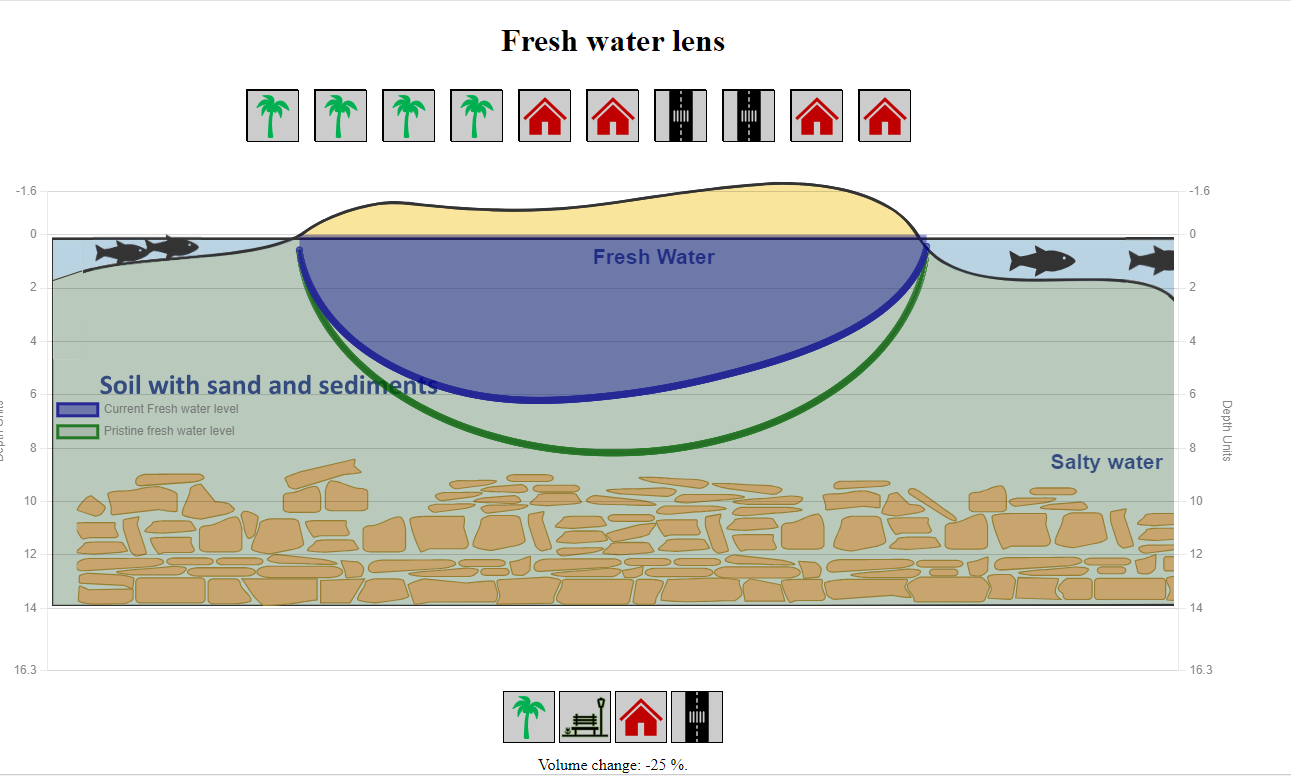 Fresh water lens
-1.6 -1.6
0 0
Fresh Water
2 2
4 4
Soil with sand and sediments
6 6
Current Fresh water level
Depth Units
Pristine fresh water level
8 8
Salty water
10 10
12 12
14 14
16.3 16.3
Volume change: -25 %.